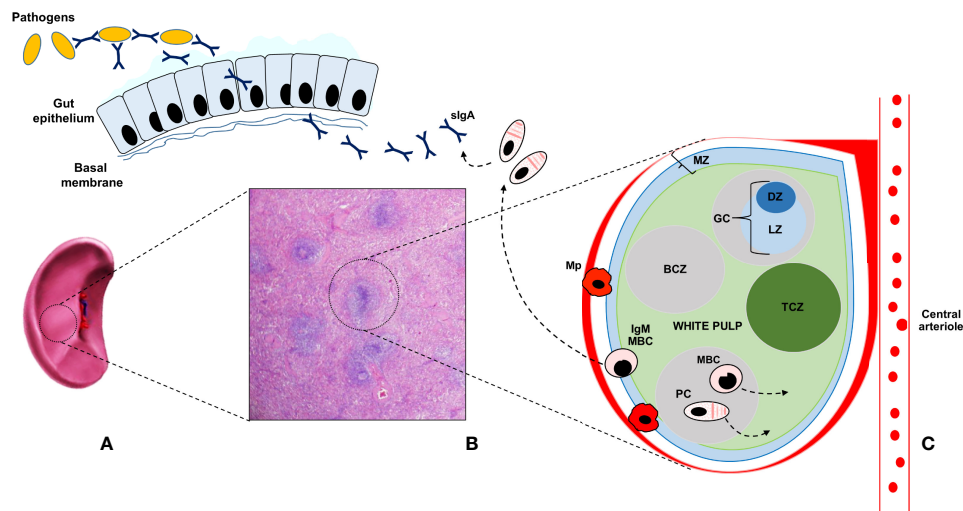 Pathogens
Gut
epithelium
Basal
membrane
sIgA
MZ
DZ
GC
LZ
Mp
BCZ
TCZ
IgM
MBC
WHITE PULP
MBC
PC
Central
arteriole
A
B
C